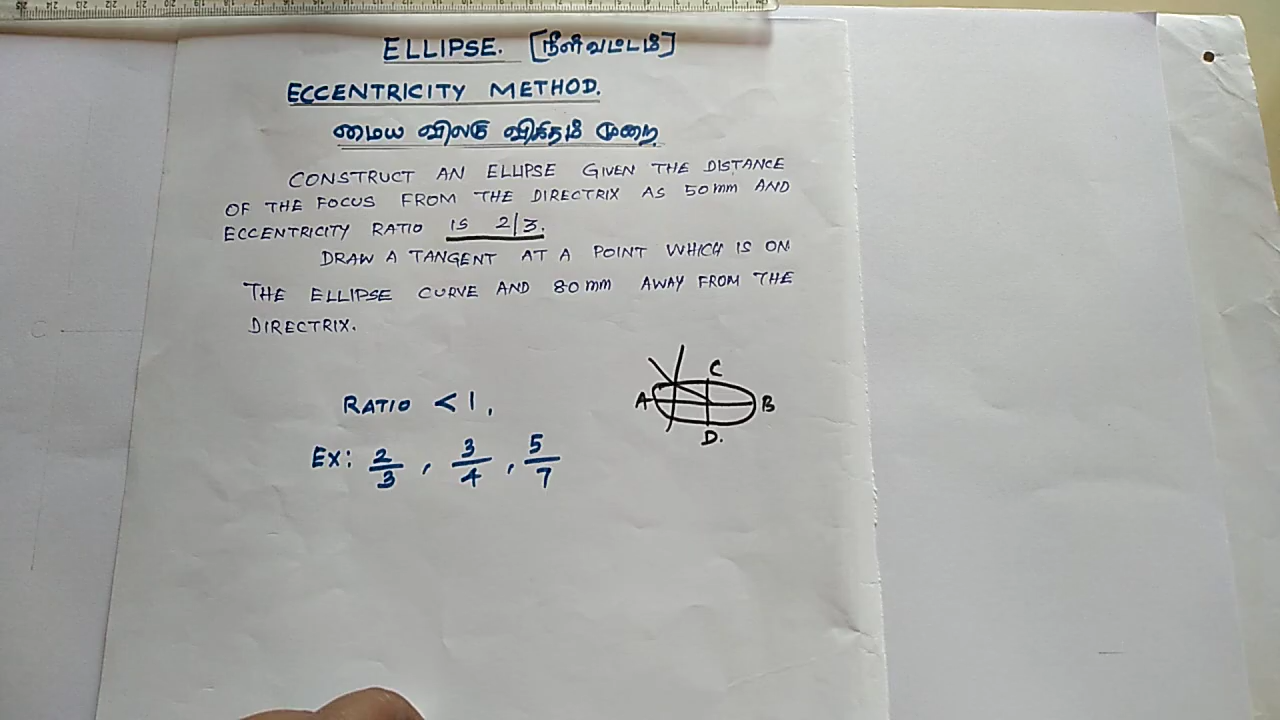 ELLIPSE. [நீள்வட்டம்]
ECCENTRICITY METHOD.
மைய விலகு விகிதம் முறை
CONSTRUCT AN ELLIPSE GIVEN THE DISTANCE
OF THE FOCUS FROM THE DIRECTRIX AS 50mm AND
ECCENTRICITY RATIO IS 2/3.
DRAW A TANGENT AT A POINT WHICH IS ON
THE ELLIPSE CURVE AND 80mm AWAY FROM THE
DIRECTRIX.
RATIO < 1,
EX: 2/3, 3/4, 5/7
C
A B
D.